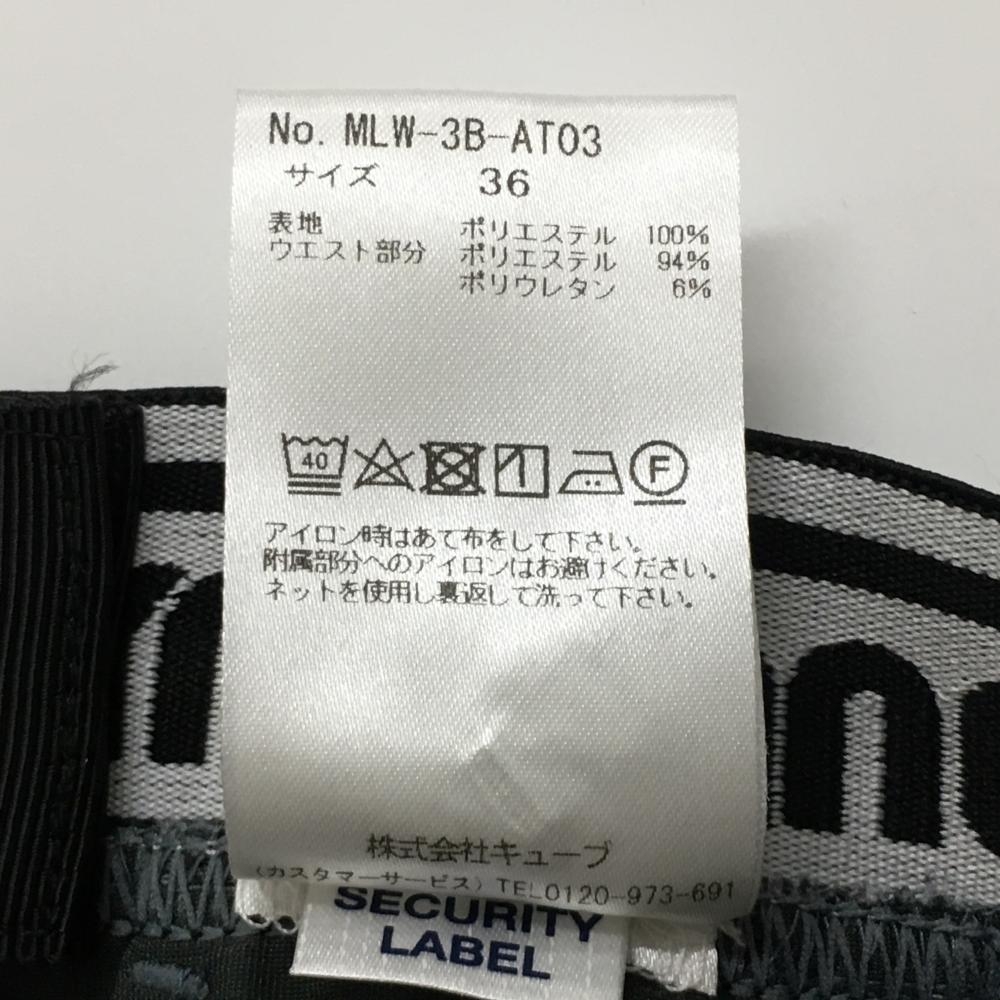 No. MLW-3B-AT03
サイズ 36
表地 ポリエステル 100%
ウエスト部分 ポリエステル 94%
ポリウレタン 6%
40 F
アイロン時はあて布をして下さい。
附属部分へのアイロンはお避けください。
ネットを使用し裏返して洗って下さい。
株式会社キューブ
(カスタマーサービス) TEL0120-973-691
SECURITY
LABEL